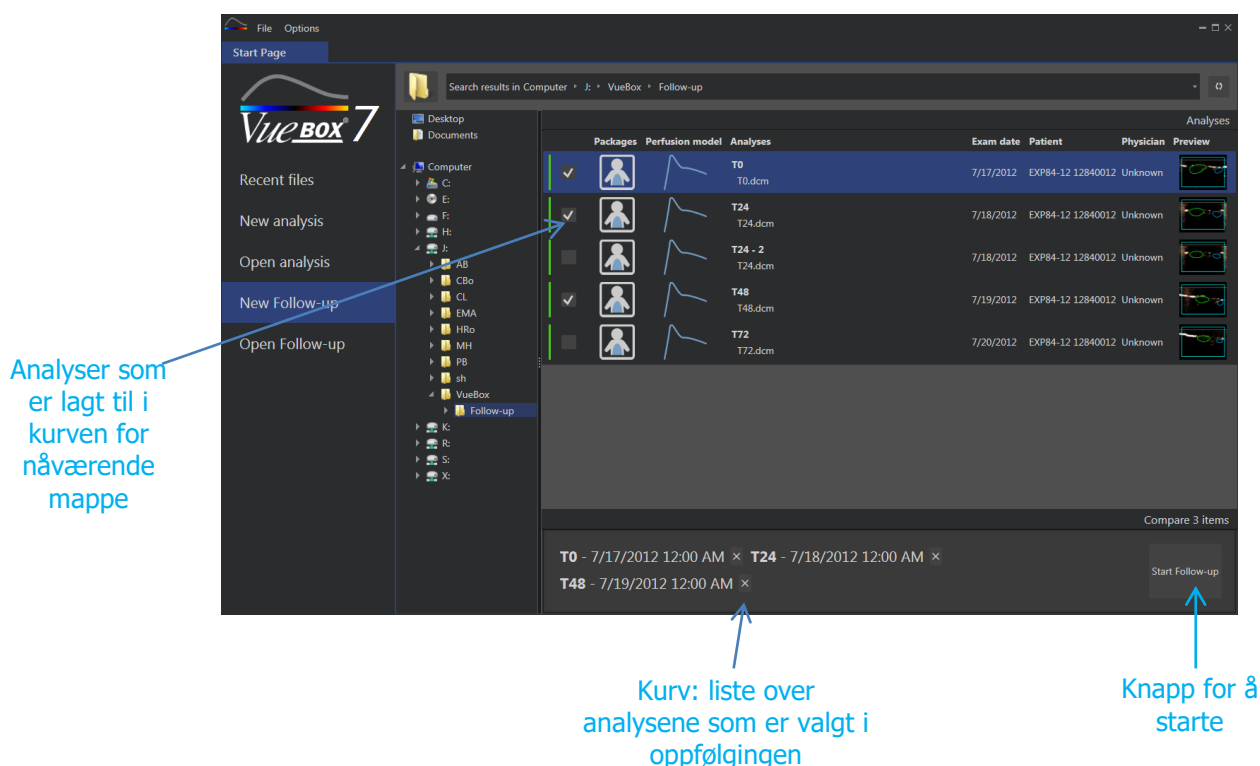 File Options
Start Page
VUEBOX® 7
Search results in Computer J: VueBox Follow-up
Recent files
New analysis
Open analysis
New Follow-up
Open Follow-up
Desktop
Documents
Computer
C:
E:
F:
H:
J:
AB
CBo
CL
EMA
HRo
MH
PB
sh
VueBox
Follow-up
K:
R:
S:
X:
Analyses
Packages Perfusion model Analyses Exam date Patient Physician Preview
T0
T0.dcm
7/17/2012 EXP84-12 12840012 Unknown
T24
T24.dcm
7/18/2012 EXP84-12 12840012 Unknown
T24 - 2
T24.dcm
7/18/2012 EXP84-12 12840012 Unknown
T48
T48.dcm
7/19/2012 EXP84-12 12840012 Unknown
T72
T72.dcm
7/20/2012 EXP84-12 12840012 Unknown
Compare 3 items
T0 - 7/17/2012 12:00 AM × T24 - 7/18/2012 12:00 AM ×
T48 - 7/19/2012 12:00 AM ×
Start Follow-up
Analyser som
er lagt til i
kurven for
nåværende
mappe
Kurv: liste over
analysene som er valgt i
oppfølgingen
Knapp for å
starte